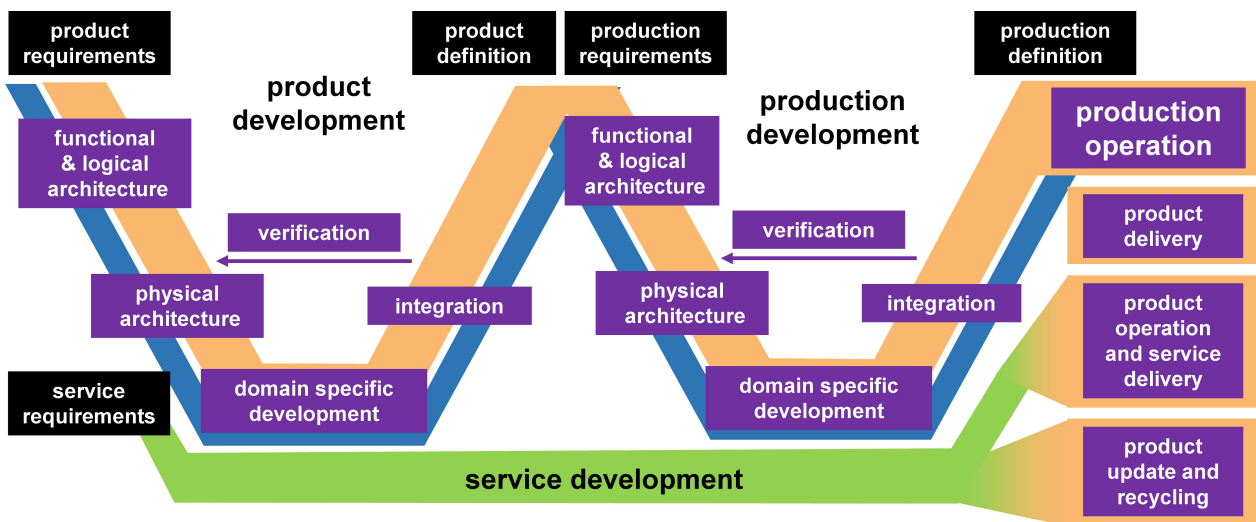 product
requirements
product
definition
production
requirements
production
definition
product
development
production
development
functional
& logical
architecture
functional
& logical
architecture
production
operation
verification
verification
product
delivery
physical
architecture
integration
physical
architecture
integration
product
operation
and service
delivery
service
requirements
domain specific
development
domain specific
development
service development
product
update and
recycling